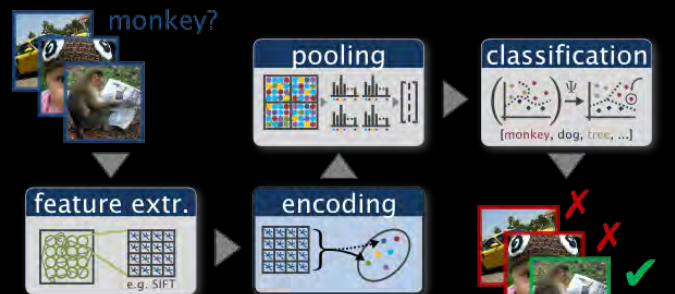 monkey?
pooling
classification
Ψ
[monkey, dog, tree, ...]
feature extr.
e.g. SIFT
encoding